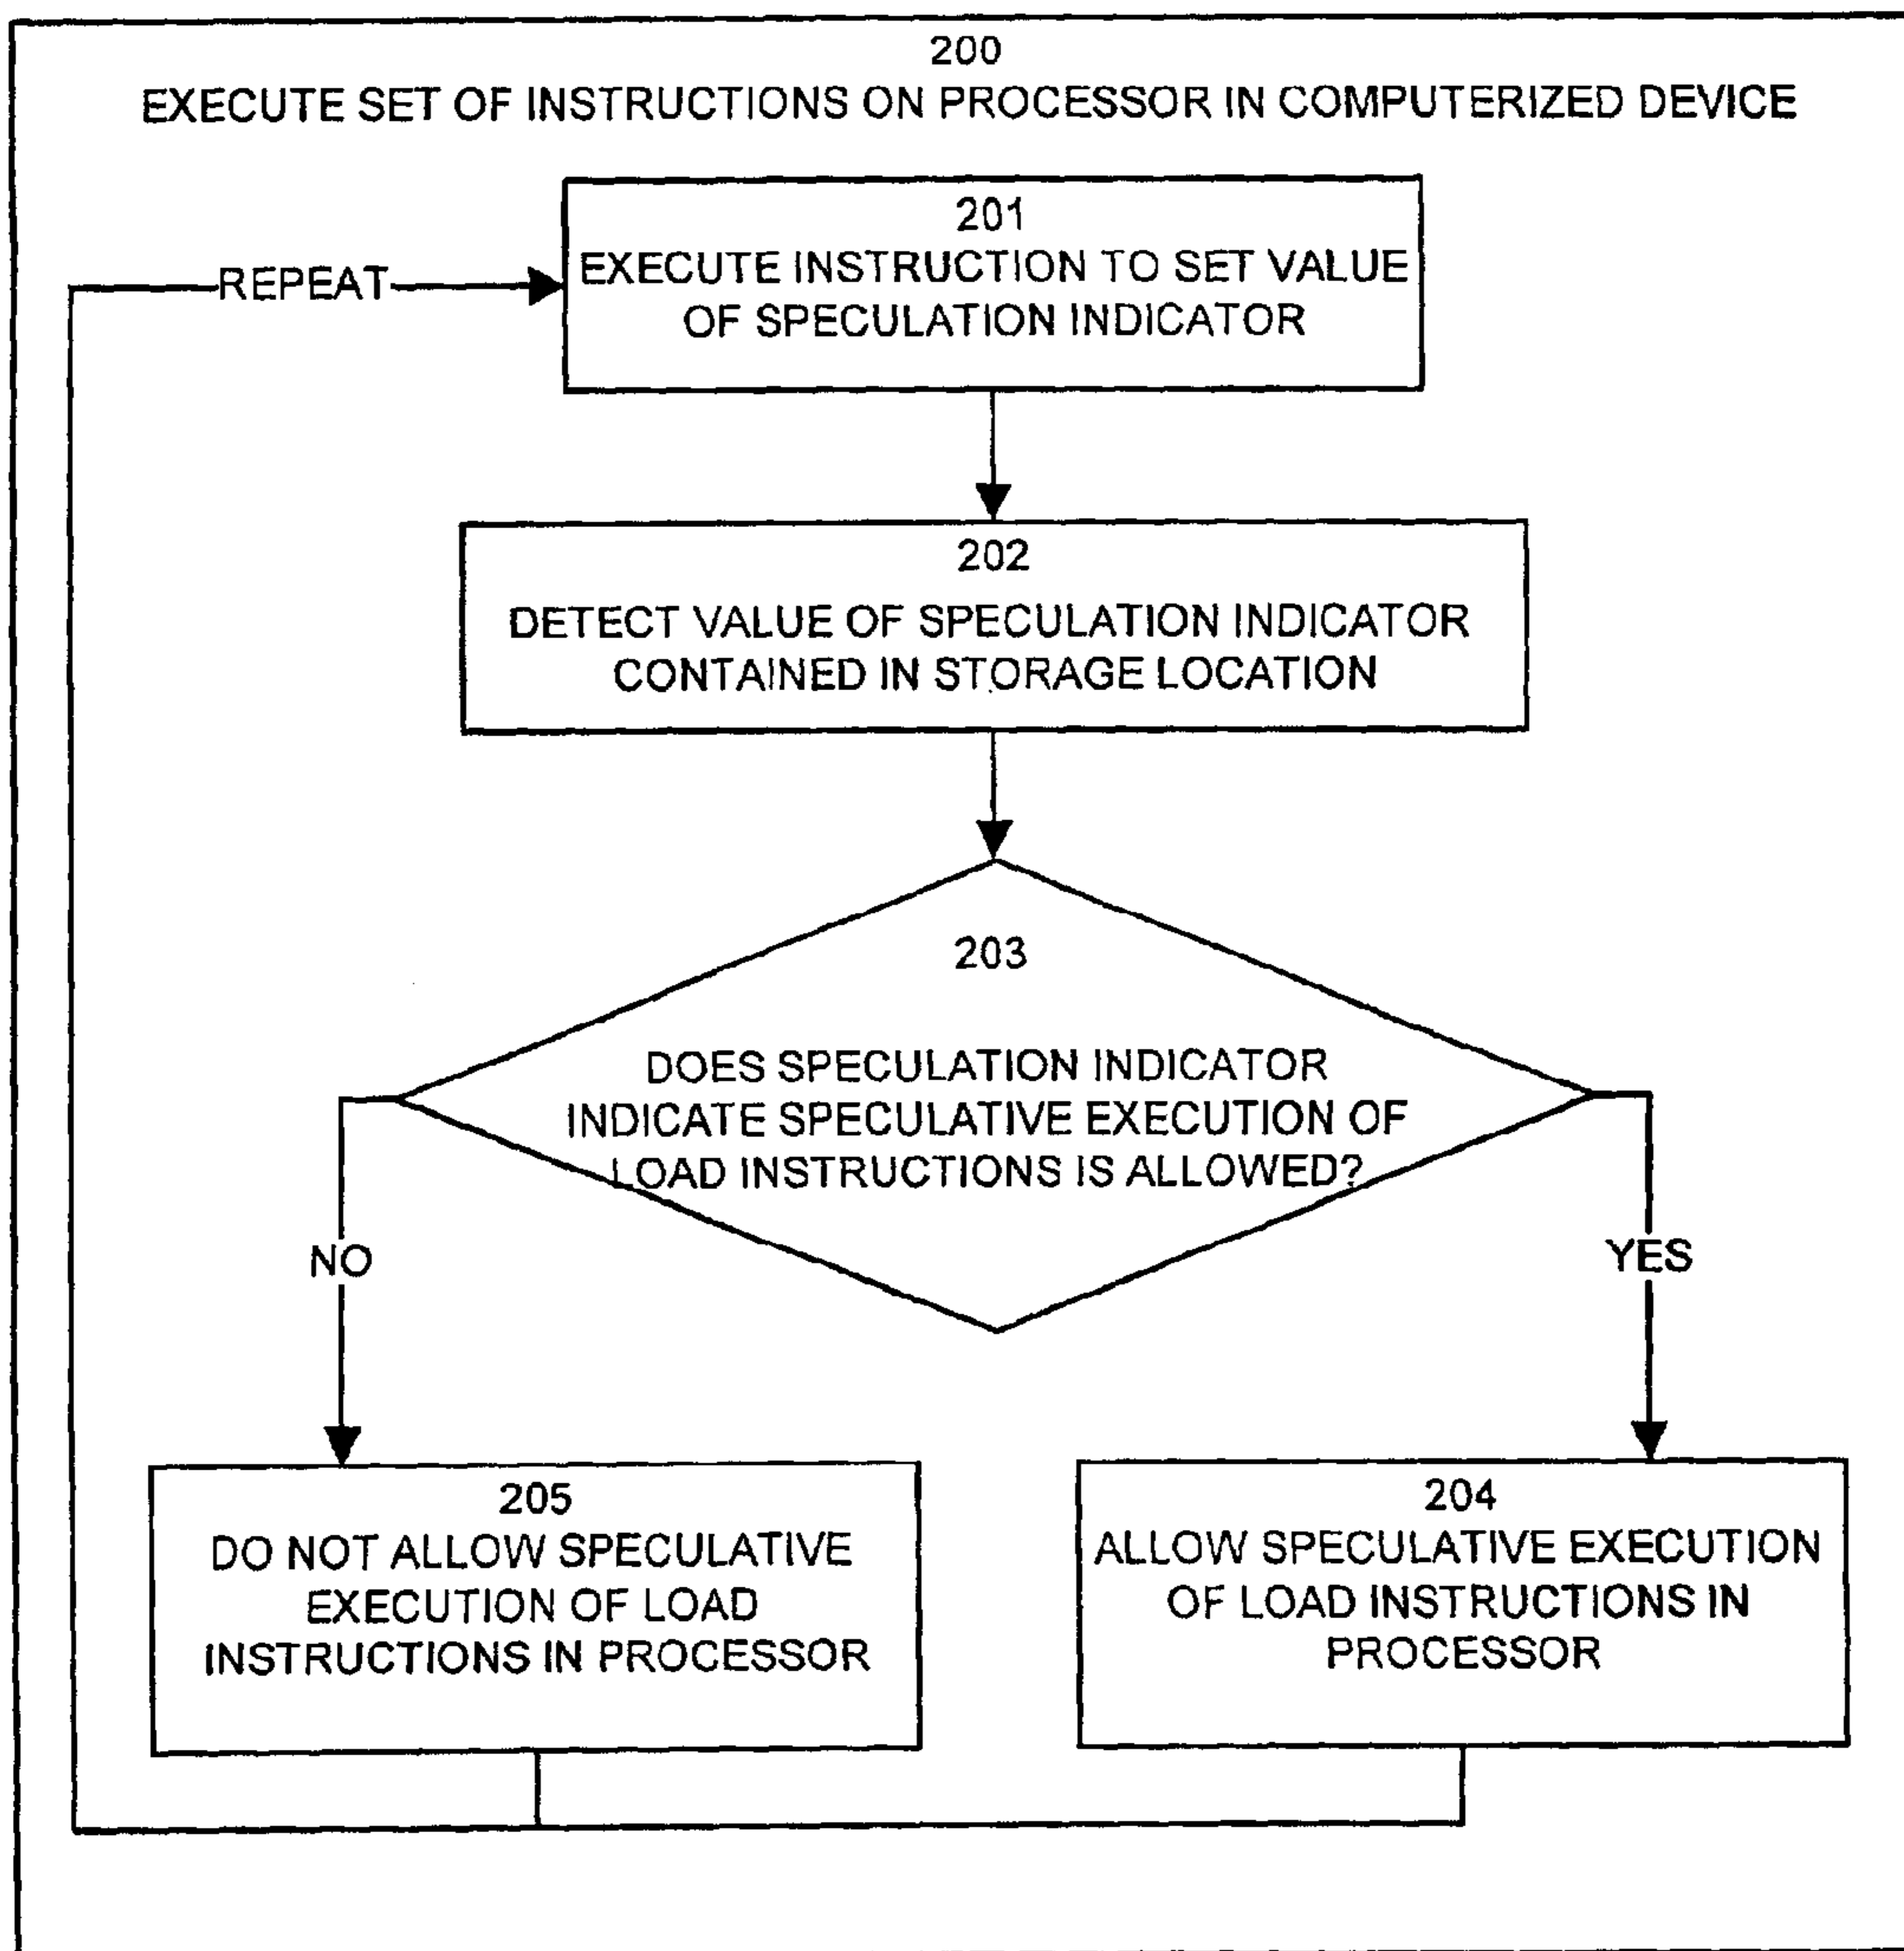 200
EXECUTE SET OF INSTRUCTIONS ON PROCESSOR IN COMPUTERIZED DEVICE
201
REPEAT
EXECUTE INSTRUCTION TO SET VALUE
OF SPECULATION INDICATOR
202
DETECT VALUE OF SPECULATION INDICATOR
CONTAINED IN STORAGE LOCATION
203
DOES SPECULATION INDICATOR
INDICATE SPECULATIVE EXECUTION OF
LOAD INSTRUCTIONS IS ALLOWED?
NO
YES
205
DO NOT ALLOW SPECULATIVE
EXECUTION OF LOAD
INSTRUCTIONS IN PROCESSOR
204
ALLOW SPECULATIVE EXECUTION
OF LOAD INSTRUCTIONS IN
PROCESSOR